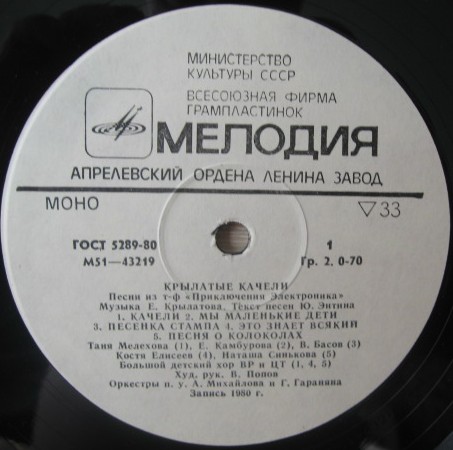 МИНИСТЕРСТВО
КУЛЬТУРЫ СССР
ВСЕСОЮЗНАЯ ФИРМА
ГРАМПЛАСТИНОК
МЕЛОДИЯ
АПРЕЛЕВСКИЙ ОРДЕНА ЛЕНИНА ЗАВОД
МОНО ▽33
ГОСТ 5289-80 1
М51—43219 Гр. 2. 0-70
КРЫЛАТЫЕ КАЧЕЛИ
Песни из т-ф «Приключения Электроника»
Музыка Е. Крылатова. Текст песен Ю. Энтина
1. КАЧЕЛИ 2. МЫ МАЛЕНЬКИЕ ДЕТИ
3. ПЕСЕНКА СТАМПА 4. ЭТО ЗНАЕТ ВСЯКИЙ
5. ПЕСНЯ О КОЛОКОЛАХ
Таня Мелехова (1), Е. Камбурова (2), В. Басов (3)
Костя Елисеев (4), Наташа Синькова (5)
Большой детский хор ВР и ЦТ (1, 4, 5)
Худ. рук. В. Попов
Оркестры п. у. А. Михайлова и Г. Гараняна
Запись 1980 г.